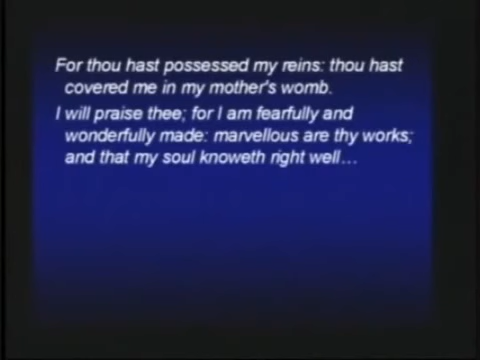 For thou hast possessed my reins: thou hast
covered me in my mother's womb.
I will praise thee; for I am fearfully and
wonderfully made: marvellous are thy works;
and that my soul knoweth right well…